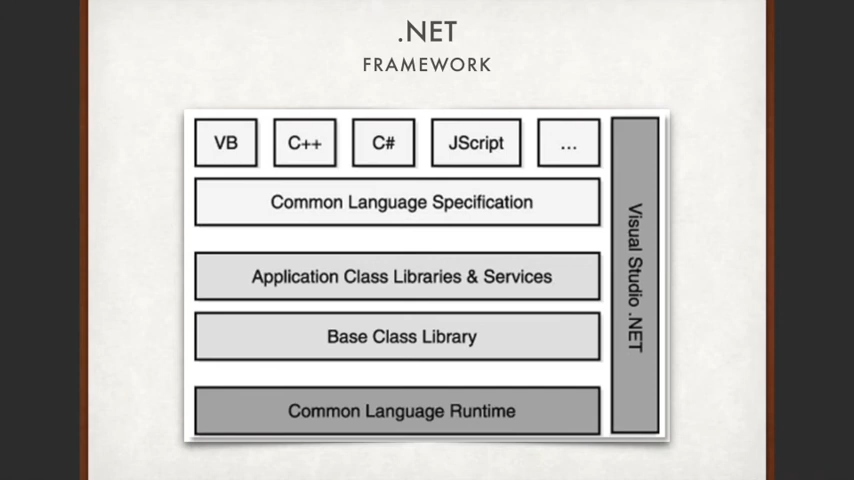 .NET
FRAMEWORK
VB
C++
C#
JScript
...
Common Language Specification
Application Class Libraries & Services
Base Class Library
Common Language Runtime
Visual Studio .NET